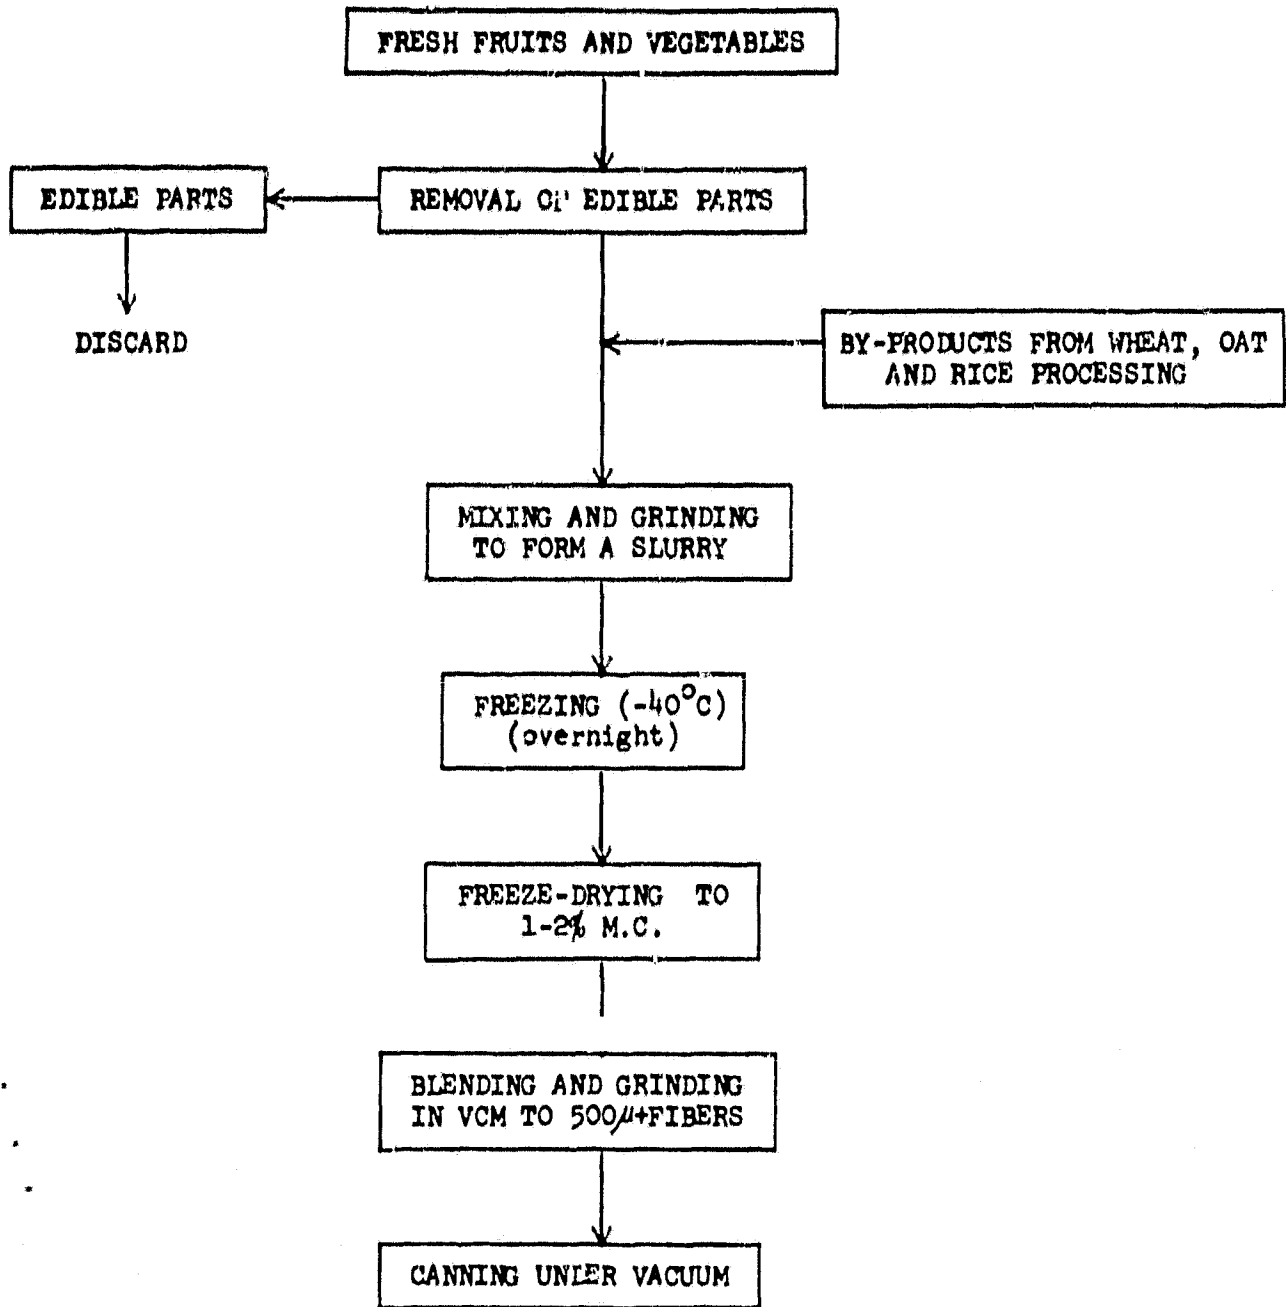 FRESH FRUITS AND VEGETABLES
EDIBLE PARTS
REMOVAL OF EDIBLE PARTS
DISCARD
BY-PRODUCTS FROM WHEAT, OAT
AND RICE PROCESSING
MIXING AND GRINDING
TO FORM A SLURRY
FREEZING (-40°C)
(overnight)
FREEZE-DRYING TO
1-2% M.C.
BLENDING AND GRINDING
IN VCM TO 500μ+FIBERS
CANNING UNDER VACUUM